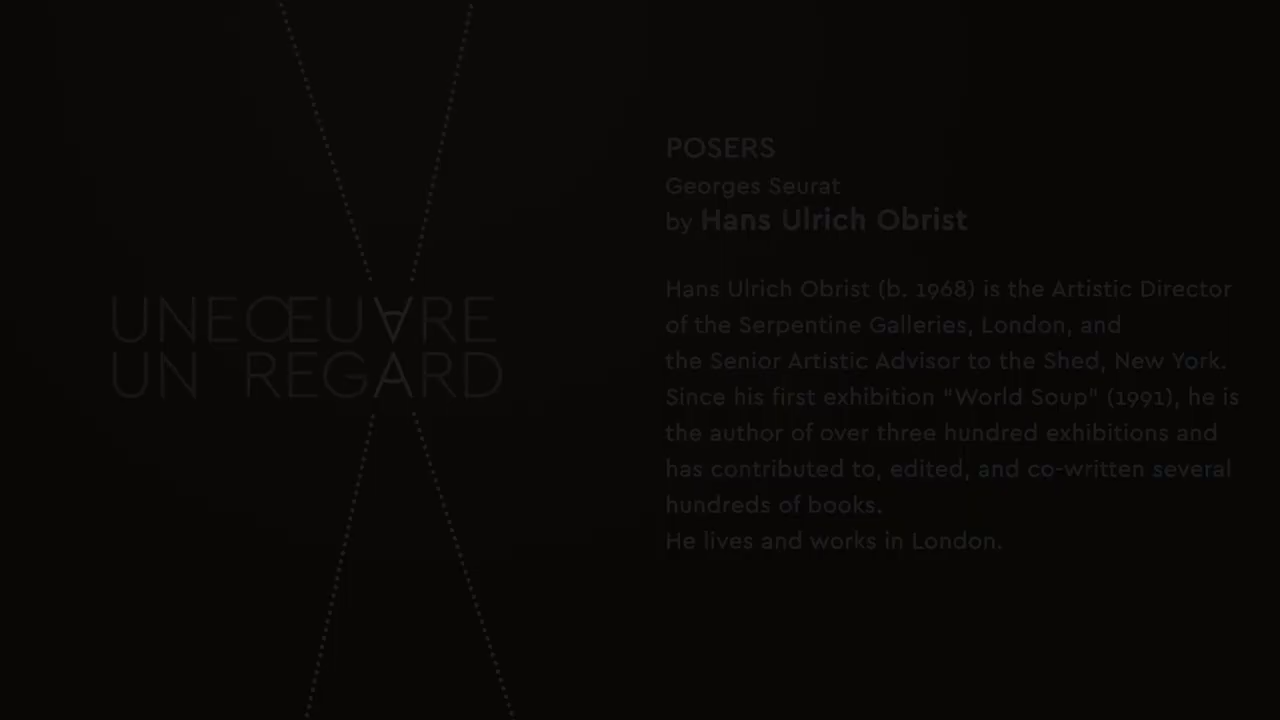 UNEŒUVRE
UN REGARD
POSERS
Georges Seurat
by Hans Ulrich Obrist
Hans Ulrich Obrist (b. 1968) is the Artistic Director
of the Serpentine Galleries, London, and
the Senior Artistic Advisor to the Shed, New York.
Since his first exhibition "World Soup" (1991), he is
the author of over three hundred exhibitions and
has contributed to, edited, and co-written several
hundreds of books.
He lives and works in London.